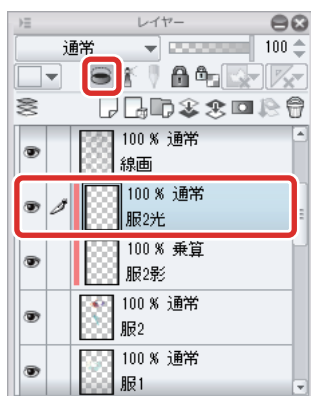 レイヤー
通常
100
100 % 通常
線画
100 % 通常
服2光
100 % 乗算
服2影
100 % 通常
服2
100 % 通常
服1